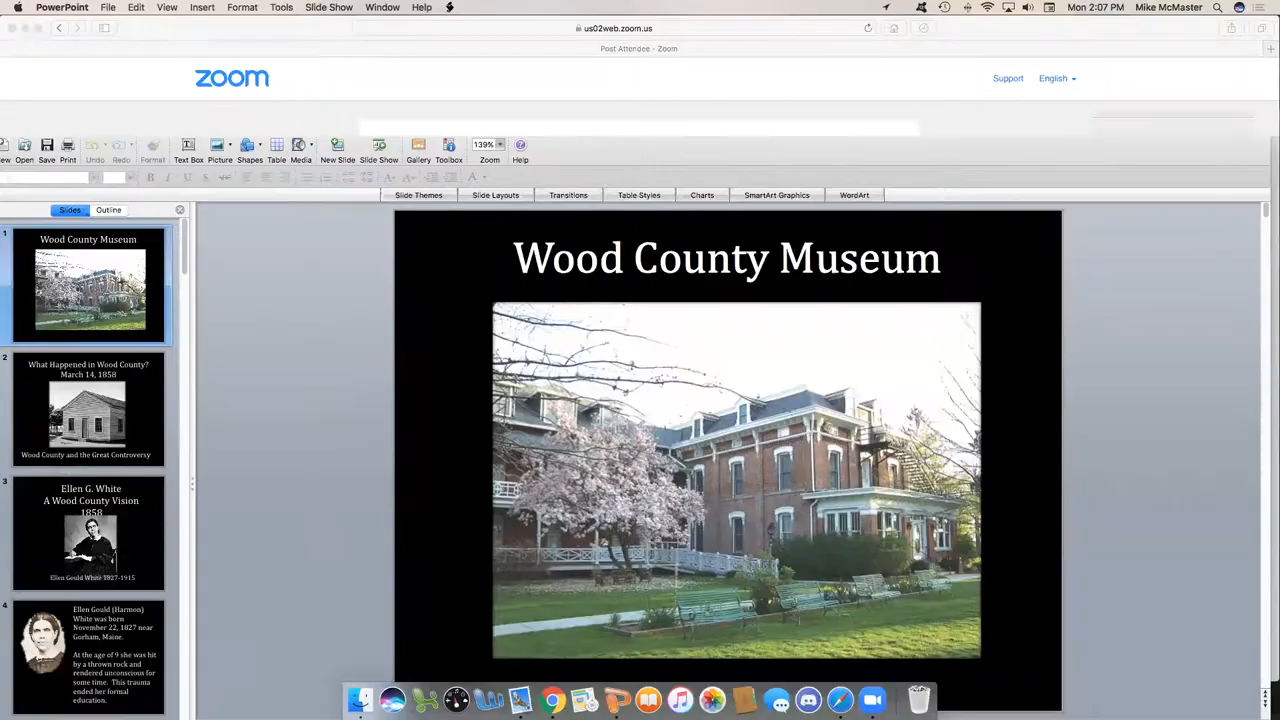 PowerPoint File Edit View Insert Format Tools Slide Show Window Help Mon 2:07 PM Mike McMaster
us02web.zoom.us
Post Attendee - Zoom
zoom Support English
Open Save Print Undo Redo Format Text Box Picture Shapes Table Media New Slide Slide Show Gallery Toolbox 139% Zoom Help
B I U
Slide Themes Slide Layouts Transitions Table Styles Charts SmartArt Graphics WordArt
Slides Outline
1
Wood County Museum
2
What Happened in Wood County?
March 14, 1858
Wood County and the Great Controversy
3
Ellen G. White
A Wood County Vision
1858
Ellen Gould White 1827-1915
4
Ellen Gould (Harmon)
White was born
November 22, 1827 near
Gorham, Maine.
At the age of 9 she was hit
by a thrown rock and
rendered unconscious for
some time. This trauma
ended her formal
education.
Wood County Museum